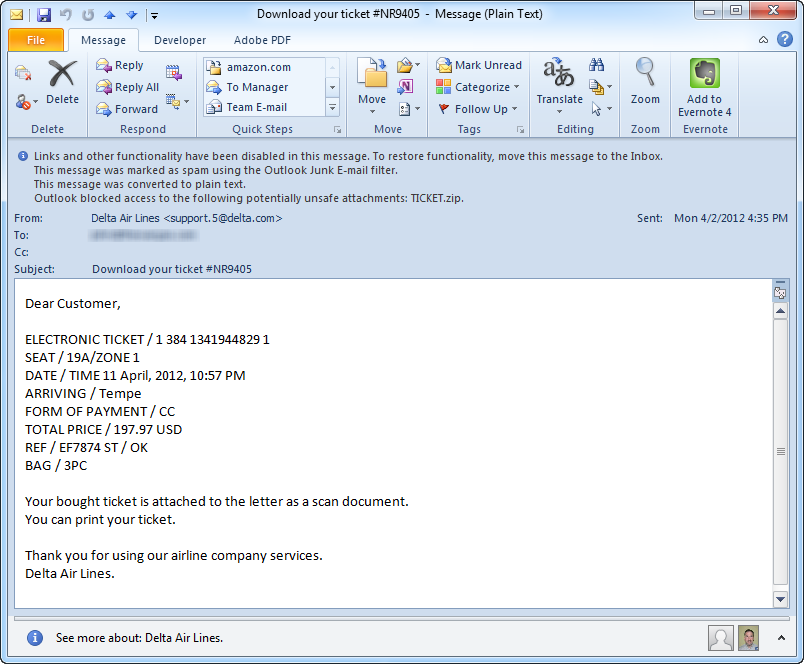 Download your ticket #NR9405 - Message (Plain Text)
File Message Developer Adobe PDF
Delete
Delete
Reply
Reply All
Forward
Respond
amazon.com
To Manager
Team E-mail
Quick Steps
Move
Move
Mark Unread
Categorize
Follow Up
Tags
Translate
Editing
Zoom
Zoom
Add to
Evernote 4
Evernote
Links and other functionality have been disabled in this message. To restore functionality, move this message to the Inbox.
This message was marked as spam using the Outlook Junk E-mail filter.
This message was converted to plain text.
Outlook blocked access to the following potentially unsafe attachments: TICKET.zip.
From: Delta Air Lines <support.5@delta.com> Sent: Mon 4/2/2012 4:35 PM
To:
Cc:
Subject: Download your ticket #NR9405
Dear Customer,
ELECTRONIC TICKET / 1 384 1341944829 1
SEAT / 19A/ZONE 1
DATE / TIME 11 April, 2012, 10:57 PM
ARRIVING / Tempe
FORM OF PAYMENT / CC
TOTAL PRICE / 197.97 USD
REF / EF7874 ST / OK
BAG / 3PC
Your bought ticket is attached to the letter as a scan document.
You can print your ticket.
Thank you for using our airline company services.
Delta Air Lines.
See more about: Delta Air Lines.